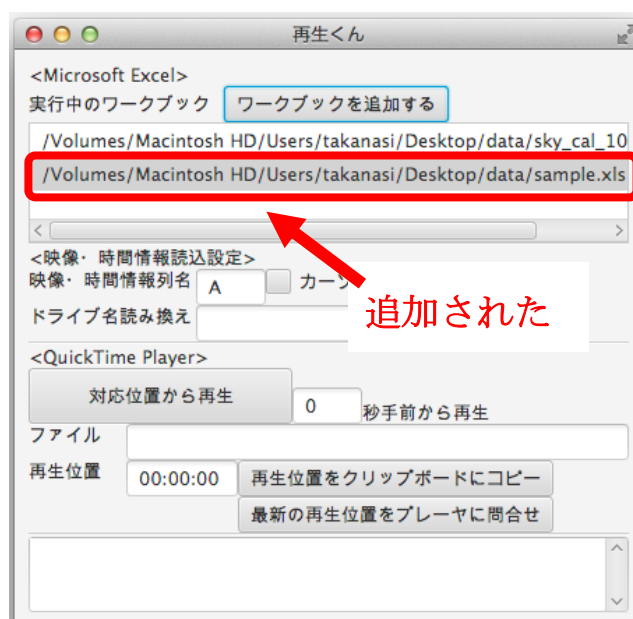 再生くん
<Microsoft Excel>
実行中のワークブック ワークブックを追加する
/Volumes/Macintosh HD/Users/takanasi/Desktop/data/sky_cal_10
/Volumes/Macintosh HD/Users/takanasi/Desktop/data/sample.xls
<映像・時間情報読込設定>
映像・時間情報列名 A カーソ
ドライブ名読み換え
追加された
<QuickTime Player>
対応位置から再生 0 秒手前から再生
ファイル
再生位置 00:00:00 再生位置をクリップボードにコピー
最新の再生位置をプレーヤに問合せ